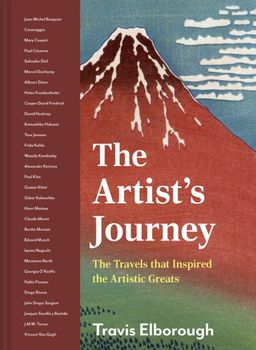 Jean-Michel Basquiat
Caravaggio
Mary Cassatt
Paul Cézanne
Salvador Dalí
Marcel Duchamp
Albrecht Dürer
Helen Frankenthaler
Caspar David Friedrich
David Hockney
Katsushika Hokusai
Tove Jansson
Frida Kahlo
Wassily Kandinsky
Alexander Keirincx
Paul Klee
Gustav Klimt
Oskar Kokoschka
Henri Matisse
Claude Monet
Berthe Morisot
Edvard Munch
Isamu Noguchi
Marianne North
Georgia O'Keeffe
Pablo Picasso
Diego Rivera
John Singer Sargent
Joaquín Sorolla y Bastida
J.M.W. Turner
Vincent Van Gogh
The
Artist's
Journey
The Travels that Inspired
the Artistic Greats
Travis Elborough